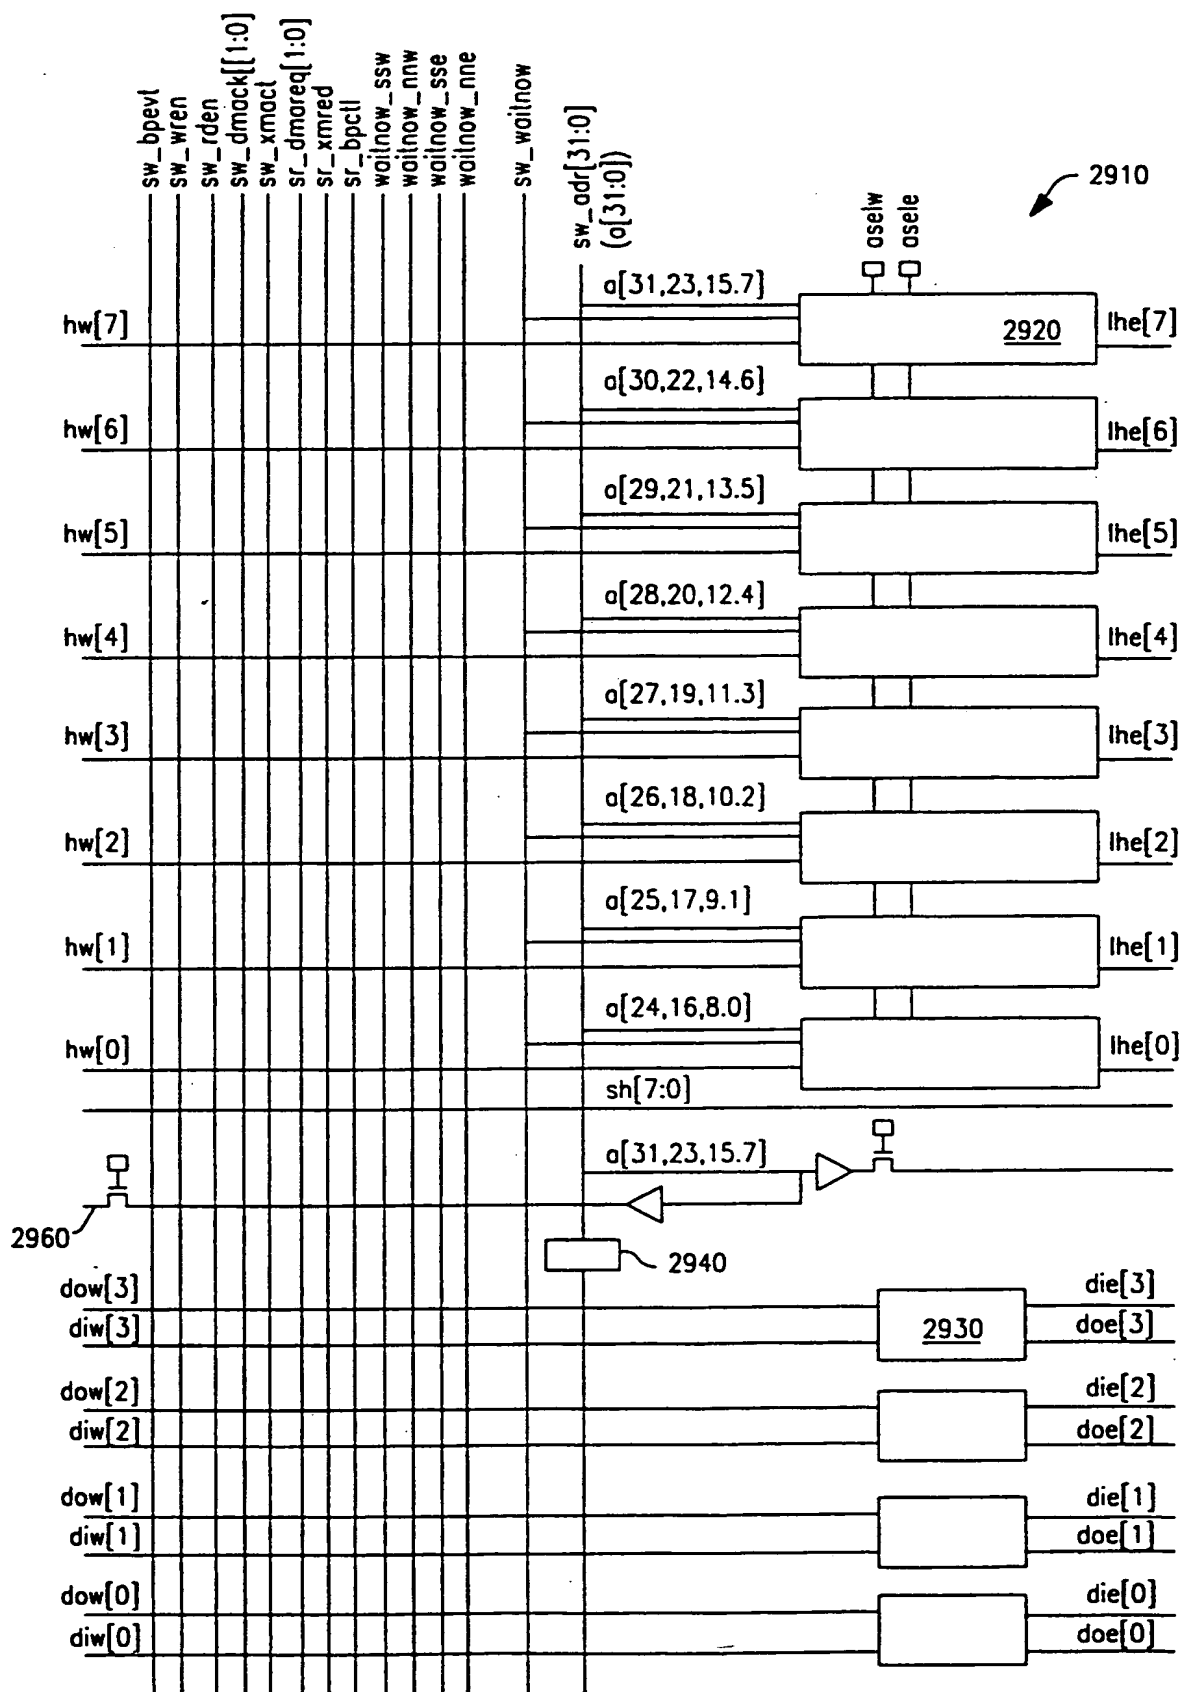 sw_bpevt
sw_wren
sw_rden
sw_dmack[[1:0]
sw_xmact
sr_dmareq[1:0]
sr_xmred
sr_bpctl
waitnow_ssw
waitnow_nnw
waitnow_sse
waitnow_nne
sw_waitnow
sw_adr[31:0]
(a[31:0])
aselw
asele
2910
a[31,23,15.7]
hw[7]
2920
lhe[7]
a[30,22,14.6]
hw[6]
lhe[6]
a[29,21,13.5]
hw[5]
lhe[5]
a[28,20,12.4]
hw[4]
lhe[4]
a[27,19,11.3]
hw[3]
lhe[3]
a[26,18,10.2]
hw[2]
lhe[2]
a[25,17,9.1]
hw[1]
lhe[1]
a[24,16,8.0]
hw[0]
lhe[0]
sh[7:0]
a[31,23,15.7]
2960
2940
dow[3]
die[3]
diw[3]
2930
doe[3]
dow[2]
die[2]
diw[2]
doe[2]
dow[1]
die[1]
diw[1]
doe[1]
dow[0]
die[0]
diw[0]
doe[0]